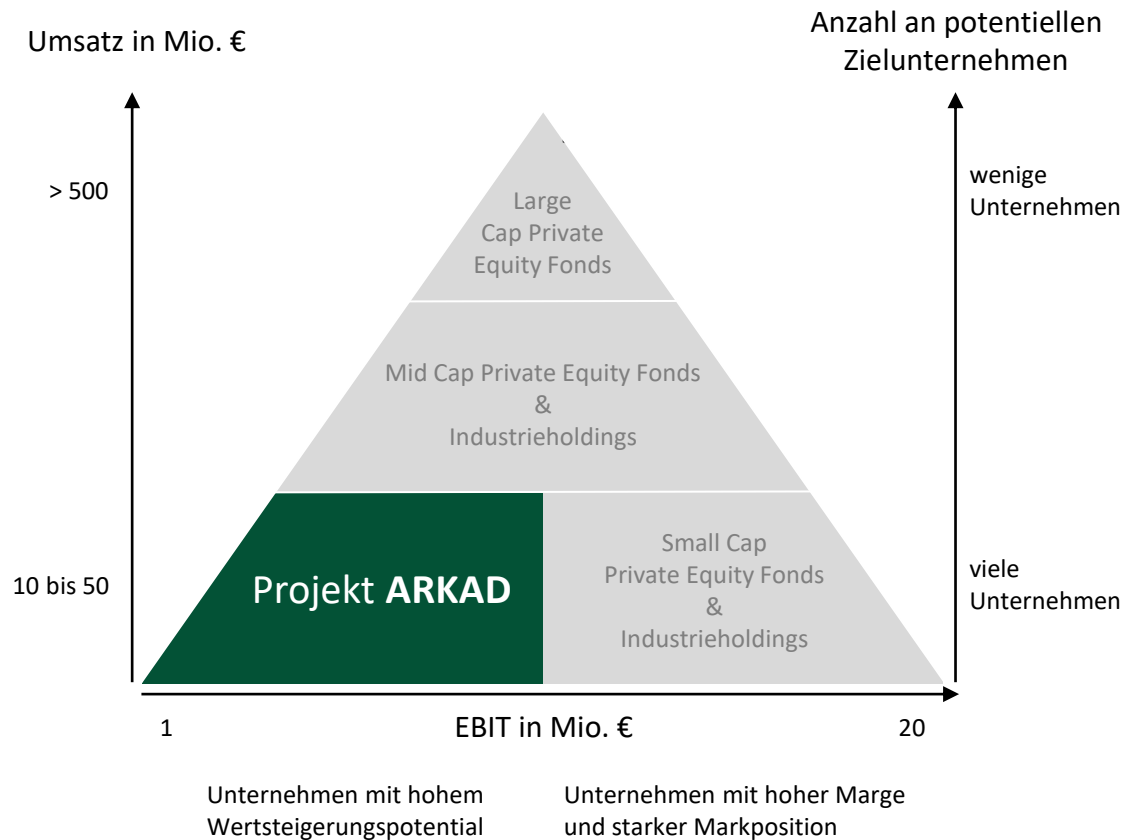 Umsatz in Mio. €
Anzahl an potentiellen
Zielunternehmen
> 500
wenige
Unternehmen
Large
Cap Private
Equity Fonds
Mid Cap Private Equity Fonds
&
Industrieholdings
10 bis 50
Projekt ARKAD
Small Cap
Private Equity Fonds
&
Industrieholdings
viele
Unternehmen
1
EBIT in Mio. €
20
Unternehmen mit hohem
Wertsteigerungspotential
Unternehmen mit hoher Marge
und starker Markposition